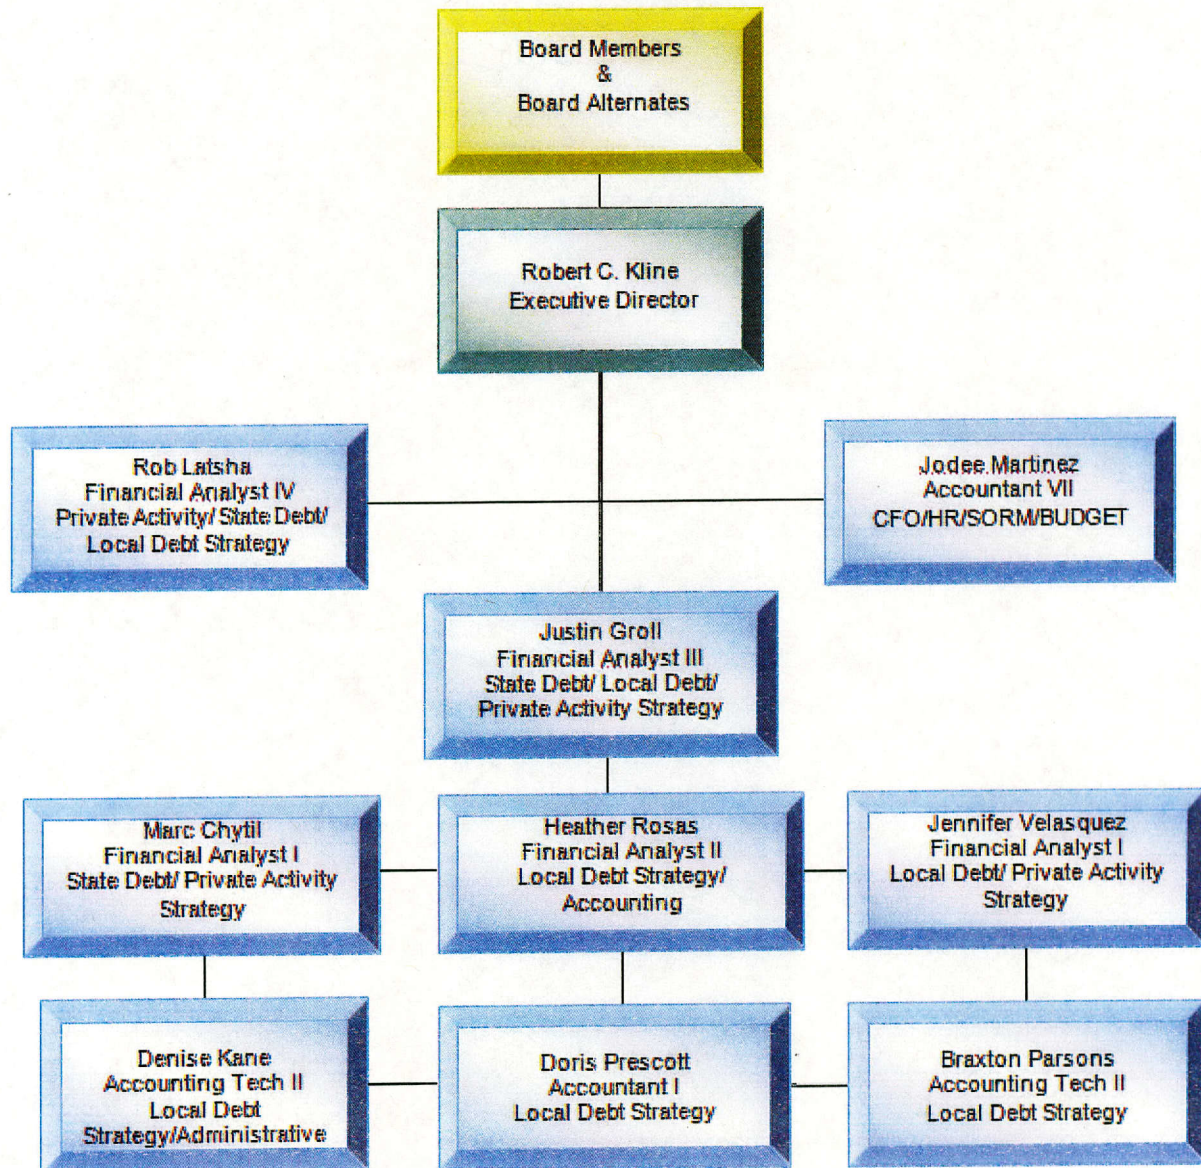 Board Members
&
Board Alternates
Robert C. Kline
Executive Director
Rob Latsha
Financial Analyst IV
Private Activity/ State Debt/
Local Debt Strategy
Jodee Martinez
Accountant VII
CFO/HR/SORM/BUDGET
Justin Groll
Financial Analyst III
State Debt/ Local Debt/
Private Activity Strategy
Marc Chytil
Financial Analyst I
State Debt/ Private Activity
Strategy
Heather Rosas
Financial Analyst II
Local Debt Strategy/
Accounting
Jennifer Velasquez
Financial Analyst I
Local Debt/ Private Activity
Strategy
Denise Kane
Accounting Tech II
Local Debt
Strategy/Administrative
Doris Prescott
Accountant I
Local Debt Strategy
Braxton Parsons
Accounting Tech II
Local Debt Strategy